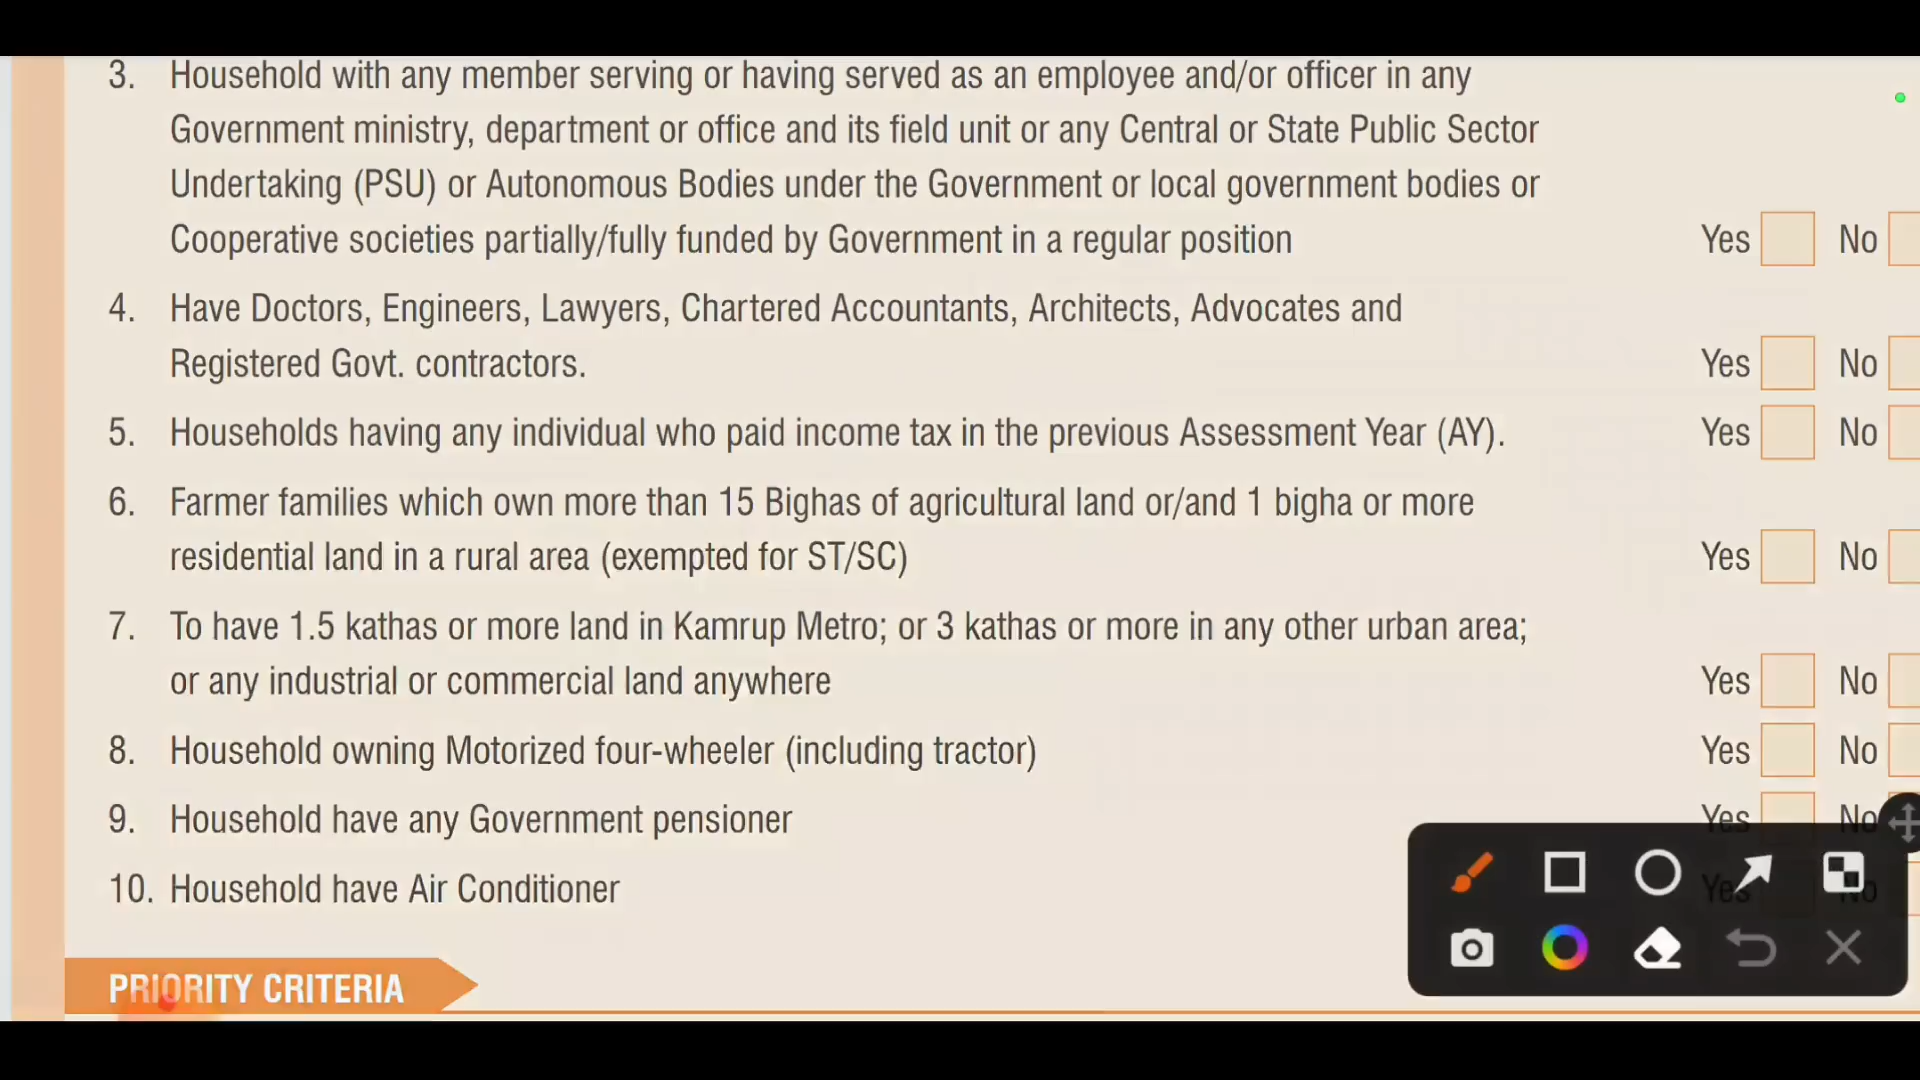 3. Household with any member serving or having served as an employee and/or officer in any
Government ministry, department or office and its field unit or any Central or State Public Sector
Undertaking (PSU) or Autonomous Bodies under the Government or local government bodies or
Cooperative societies partially/fully funded by Government in a regular position Yes No
4. Have Doctors, Engineers, Lawyers, Chartered Accountants, Architects, Advocates and
Registered Govt. contractors. Yes No
5. Households having any individual who paid income tax in the previous Assessment Year (AY). Yes No
6. Farmer families which own more than 15 Bighas of agricultural land or/and 1 bigha or more
residential land in a rural area (exempted for ST/SC) Yes No
7. To have 1.5 kathas or more land in Kamrup Metro; or 3 kathas or more in any other urban area;
or any industrial or commercial land anywhere Yes No
8. Household owning Motorized four-wheeler (including tractor) Yes No
9. Household have any Government pensioner Yes No
10. Household have Air Conditioner Yes No
PRIORITY CRITERIA